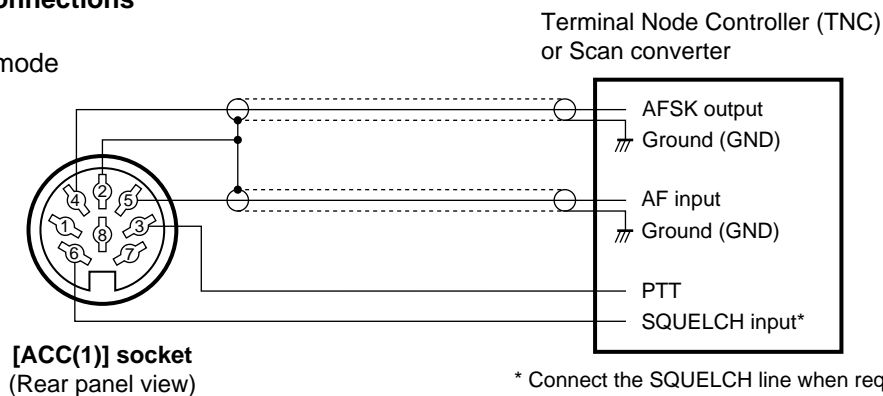 Terminal Node Controller (TNC)
or Scan converter
mode
AFSK output
Ground (GND)
AF input
Ground (GND)
PTT
SQUELCH input*
4
2
5
1
8
3
6
7
[ACC(1)] socket
(Rear panel view)
* Connect the SQUELCH line when